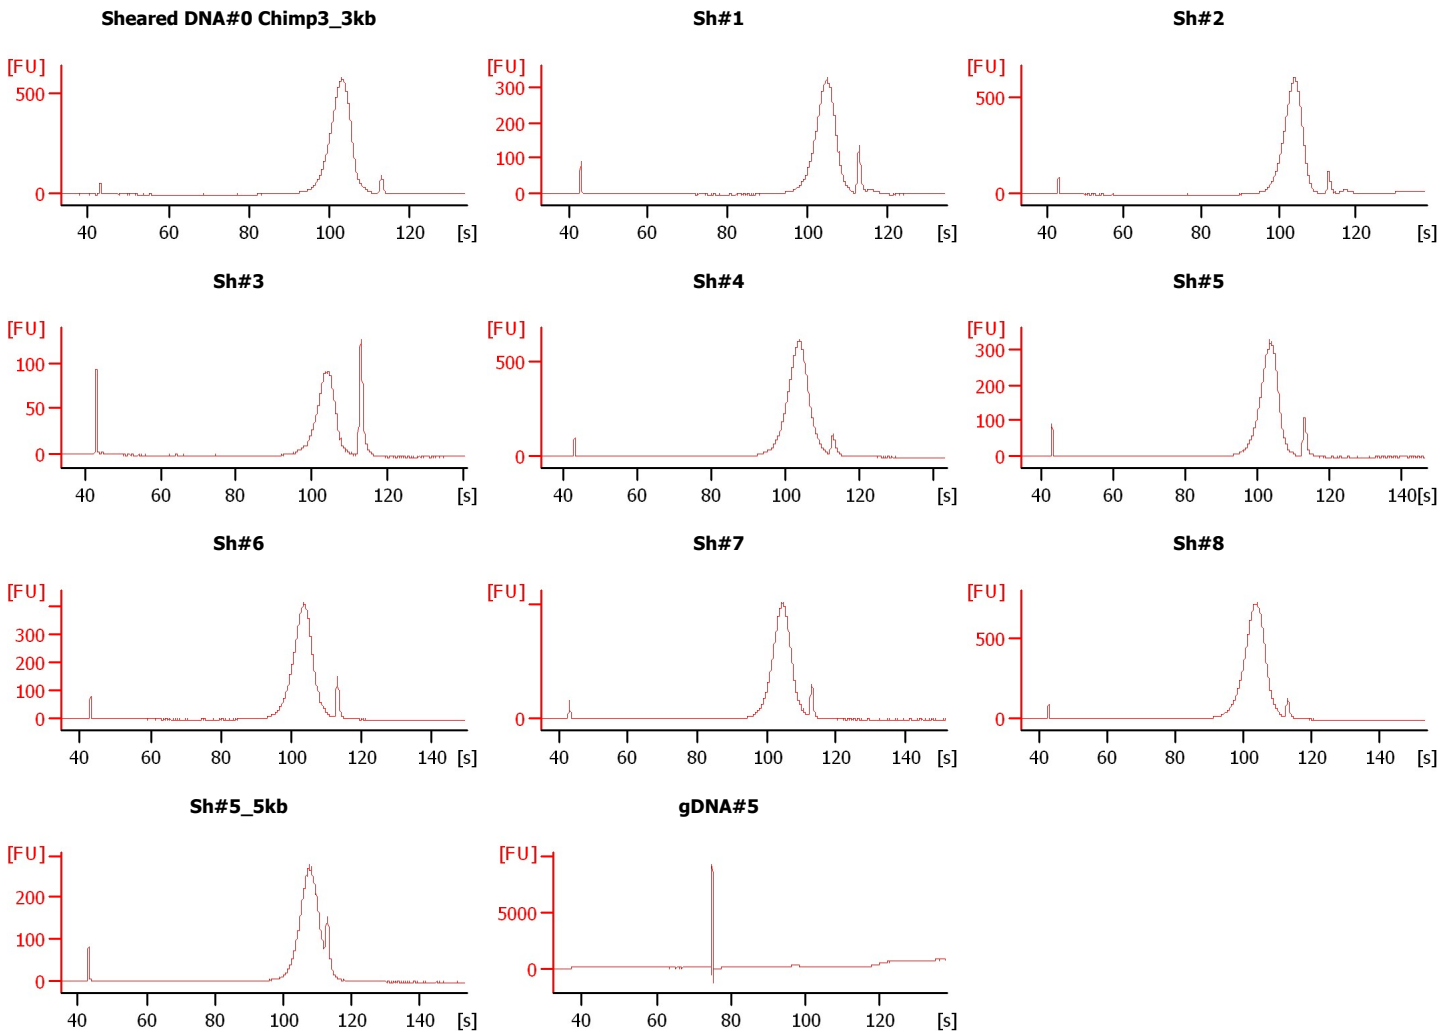 Sheared DNA#0 Chimp3_3kb
[FU]
500
0
40 60 80 100 120 [s]
Sh#1
[FU]
300
200
100
0
40 60 80 100 120 [s]
Sh#2
[FU]
500
0
40 60 80 100 120 [s]
Sh#3
[FU]
100
50
0
40 60 80 100 120 [s]
Sh#4
[FU]
500
0
40 60 80 100 120 [s]
Sh#5
[FU]
300
200
100
0
40 60 80 100 120 140[s]
Sh#6
[FU]
300
200
100
0
40 60 80 100 120 140 [s]
Sh#7
[FU]
0
40 60 80 100 120 140 [s]
Sh#8
[FU]
500
0
40 60 80 100 120 140 [s]
Sh#5_5kb
[FU]
200
100
0
40 60 80 100 120 140 [s]
gDNA#5
[FU]
5000
0
40 60 80 100 120 [s]